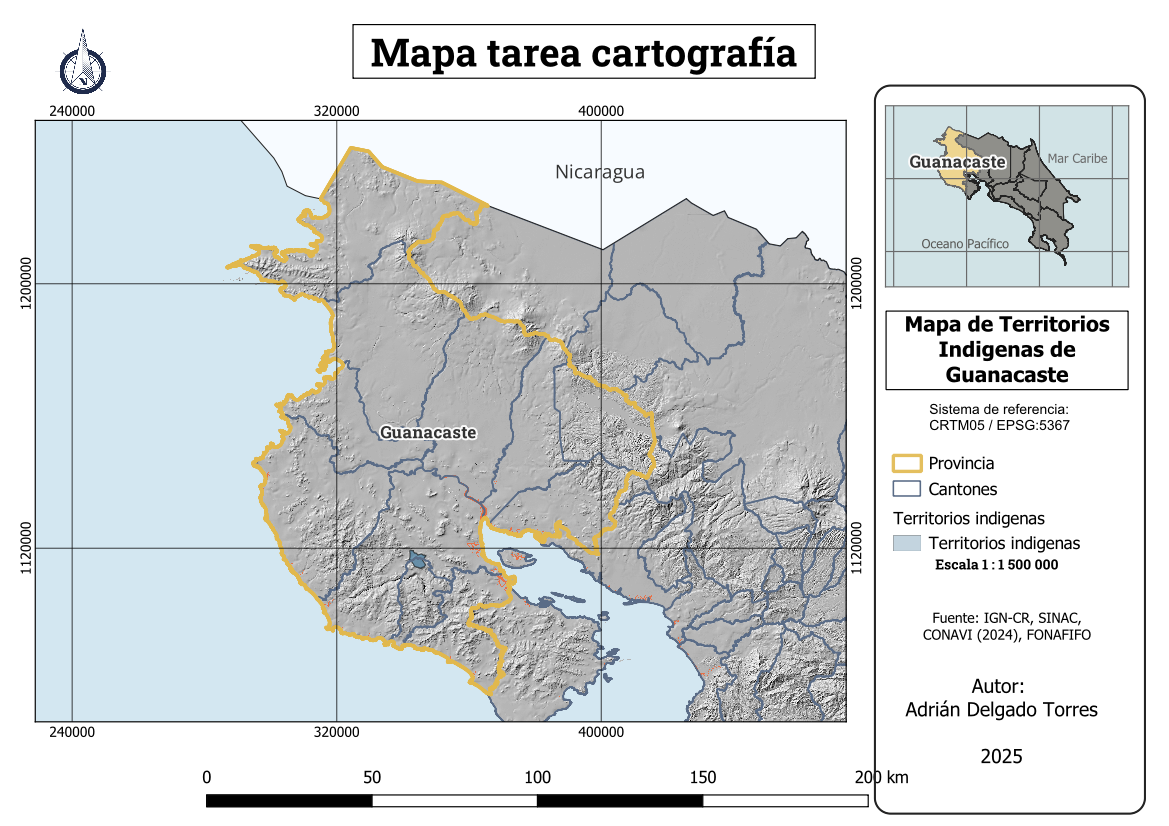 Mapa tarea cartografía
240000
320000
400000
Nicaragua
1200000
1200000
Guanacaste
1120000
1120000
240000
320000
400000
0
50
100
150
200 km
Guanacaste
Mar Caribe
Oceano Pacífico
Mapa de Territorios
Indigenas de
Guanacaste
Sistema de referencia:
CRTM05 / EPSG:5367
Provincia
Cantones
Territorios indigenas
Territorios indigenas
Escala 1 : 1 500 000
Fuente: IGN-CR, SINAC,
CONAVI (2024), FONAFIFO
Autor:
Adrián Delgado Torres
2025